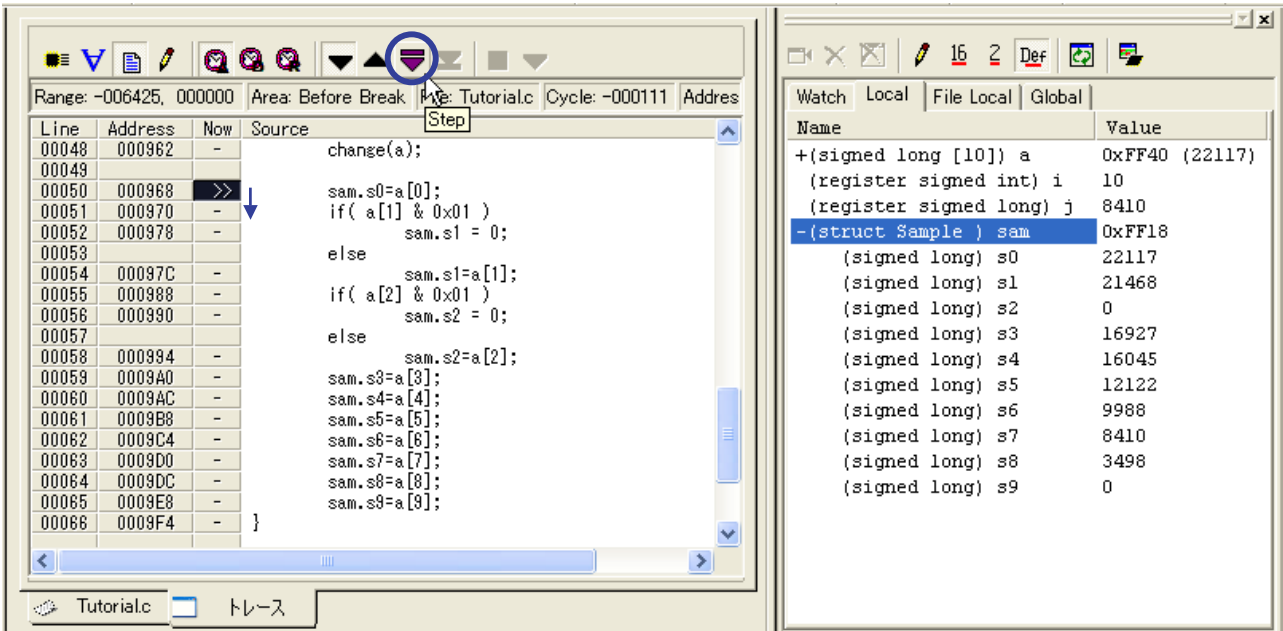 Range: -006425, 000000 Area: Before Break File: Tutorial.c Cycle: -000111 Addres
Step
Line Address Now Source
00048 000962 - change(a);
00049
00050 000968 >> sam.s0=a[0];
00051 000970 - if( a[1] & 0x01 )
00052 000978 - sam.s1 = 0;
00053 else
00054 00097C - sam.s1=a[1];
00055 000988 - if( a[2] & 0x01 )
00056 000990 - sam.s2 = 0;
00057 else
00058 000994 - sam.s2=a[2];
00059 0009A0 - sam.s3=a[3];
00060 0009AC - sam.s4=a[4];
00061 0009B8 - sam.s5=a[5];
00062 0009C4 - sam.s6=a[6];
00063 0009D0 - sam.s7=a[7];
00064 0009DC - sam.s8=a[8];
00065 0009E8 - sam.s9=a[9];
00066 0009F4 - }
Tutorial.c トレース
16 2 Def
Watch Local File Local Global
Name Value
+(signed long [10]) a 0xFF40 (22117)
(register signed int) i 10
(register signed long) j 8410
-(struct Sample ) sam 0xFF18
(signed long) s0 22117
(signed long) s1 21468
(signed long) s2 0
(signed long) s3 16927
(signed long) s4 16045
(signed long) s5 12122
(signed long) s6 9988
(signed long) s7 8410
(signed long) s8 3498
(signed long) s9 0